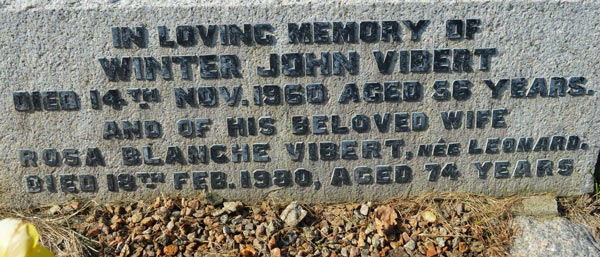 IN LOVING MEMORY OF
WINTER JOHN VIBERT
DIED 14TH NOV. 1960 AGED 56 YEARS.
AND OF HIS BELOVED WIFE
ROSA BLANCHE VIBERT, NÉE LEONARD.
DIED 18TH FEB. 1980, AGED 74 YEARS